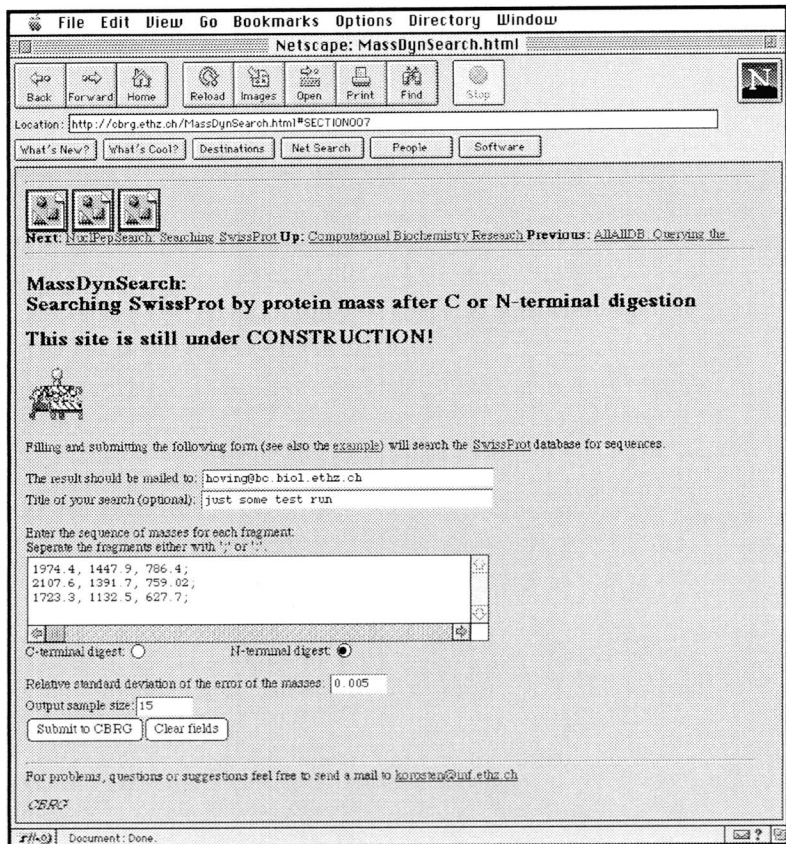 File Edit View Go Bookmarks Options Directory Window
Netscape: MassDynSearch.html
Back Forward Home Reload Images Open Print Find Stop
N
Location: http://cbrg.ethz.ch/MassDynSearch.html#SECTION007
What's New? What's Cool? Destinations Net Search People Software
Next: NuclPepSearch: Searching SwissProt Up: Computational Biochemistry Research Previous: AllAllDB: Querying the
MassDynSearch:
Searching SwissProt by protein mass after C or N-terminal digestion
This site is still under CONSTRUCTION!
Filling and submitting the following form (see also the example) will search the SwissProt database for sequences.
The result should be mailed to: hoving@bc.biol.ethz.ch
Title of your search (optional): just some test run
Enter the sequence of masses for each fragment:
Seperate the fragments either with ';' or ':'.
1974.4, 1447.9, 786.4;
2107.6, 1391.7, 759.02;
1723.3, 1132.5, 627.7;
C-terminal digest: N-terminal digest:
Relative standard deviation of the error of the masses: 0.005
Output sample size: 15
Submit to CBRG Clear fields
For problems, questions or suggestions feel free to send a mail to korosten@inf.ethz.ch
CBRG
Document: Done. ?